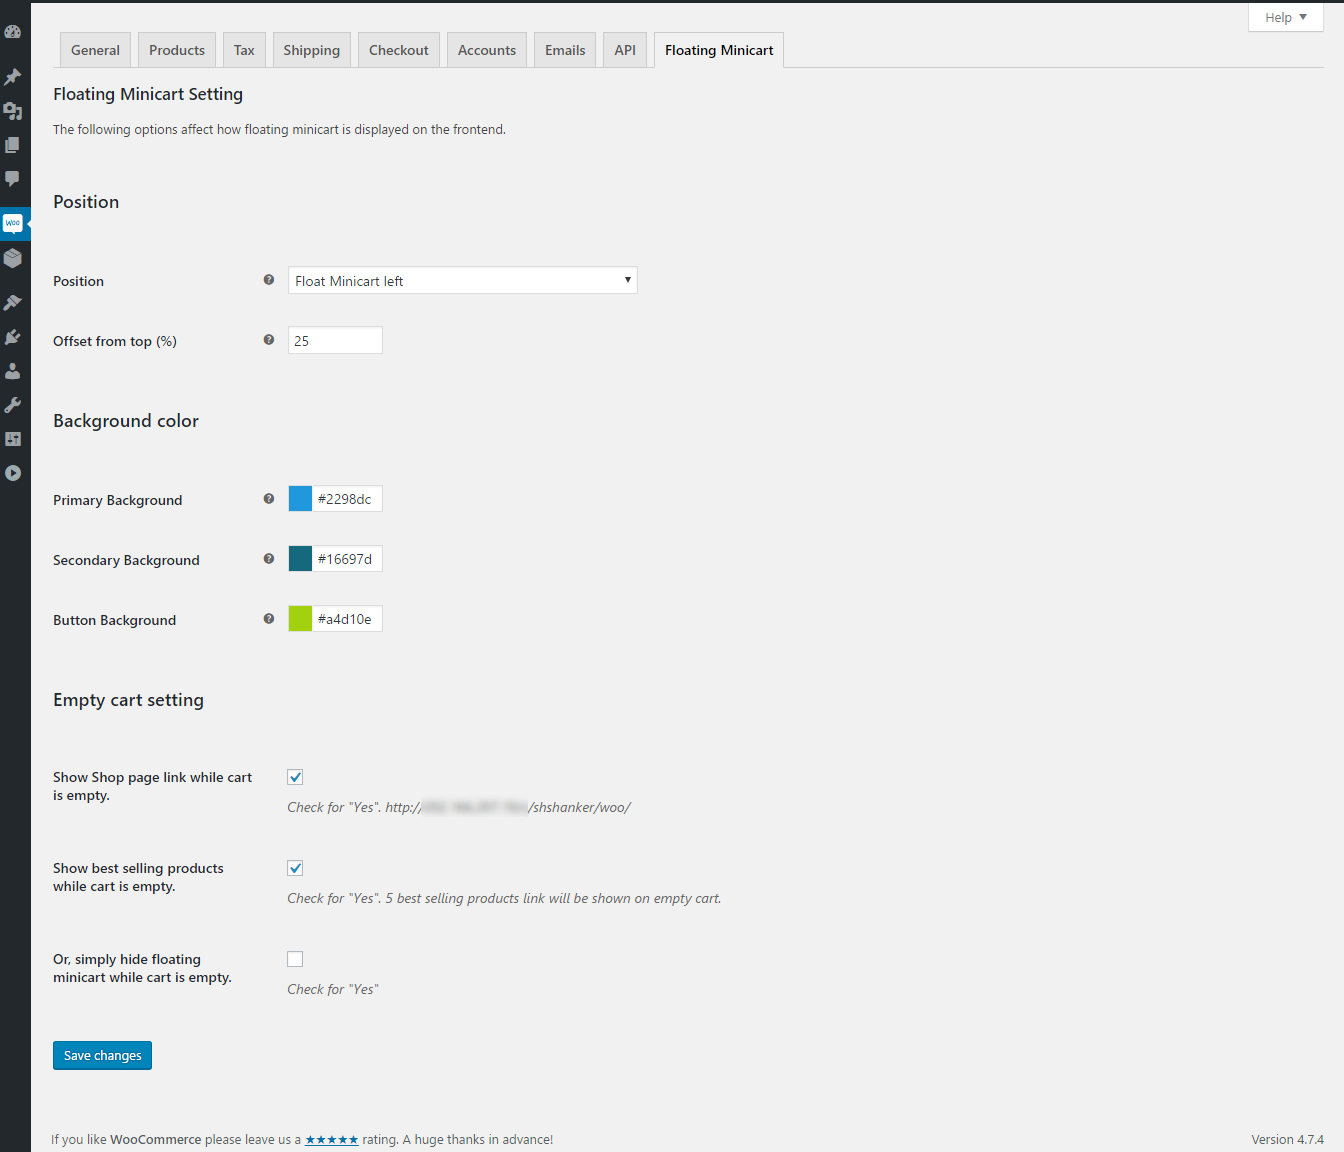 Help
General Products Tax Shipping Checkout Accounts Emails API Floating Minicart
Floating Minicart Setting
The following options affect how floating minicart is displayed on the frontend.
Position
Woo
Position Float Minicart left
Offset from top (%) 25
Background color
Primary Background #2298dc
Secondary Background #16697d
Button Background #a4d10e
Empty cart setting
Show Shop page link while cart
is empty.
Check for "Yes". http:// /shshanker/woo/
Show best selling products
while cart is empty.
Check for "Yes". 5 best selling products link will be shown on empty cart.
Or, simply hide floating
minicart while cart is empty.
Check for "Yes"
Save changes
If you like WooCommerce please leave us a ★★★★★ rating. A huge thanks in advance! Version 4.7.4